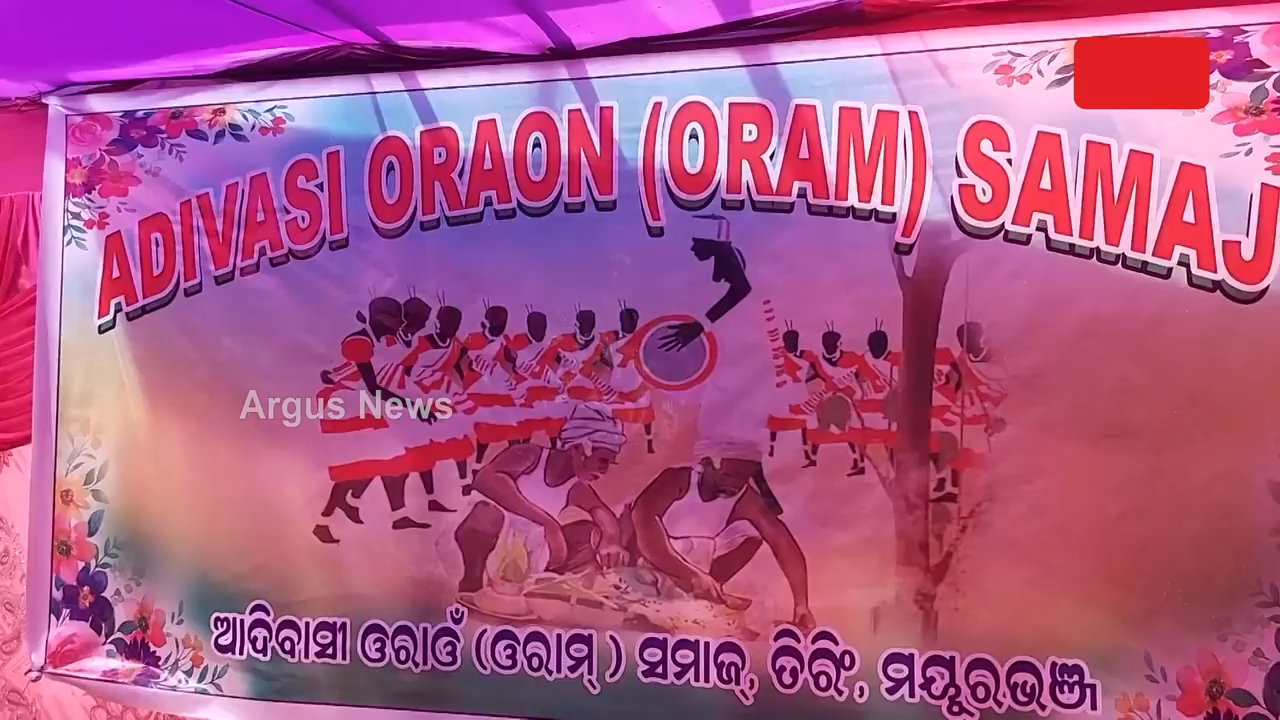 ADIVASI ORAON (ORAM) SAMAJ
Argus News
ଆଦିବାସୀ ଓରାଓଁ (ଓରାମ୍) ସମାଜ୍, ତିରିଂ, ମୟୂରଭଞ୍ଜ